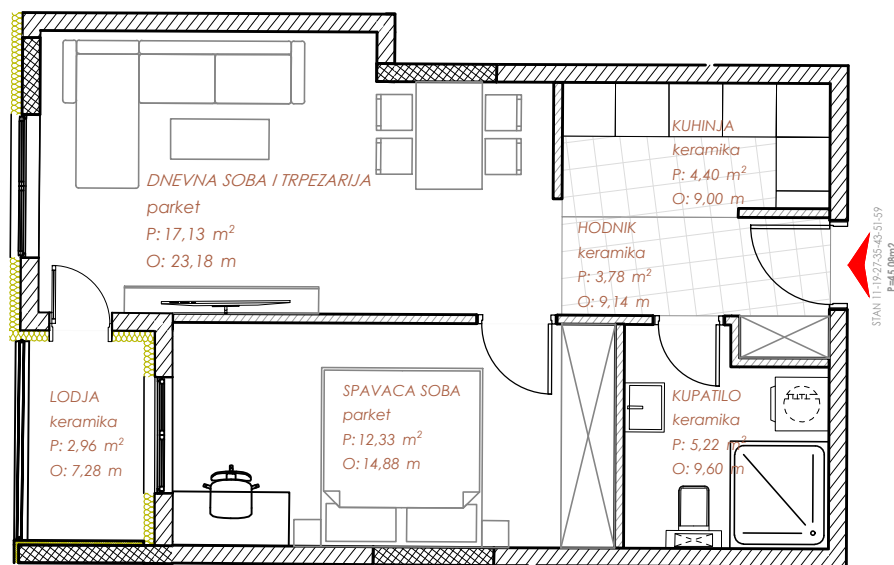 DNEVNA SOBA I TRPEZARIJA
parket
P: 17,13 m²
O: 23,18 m
KUHINJA
keramika
P: 4,40 m²
O: 9,00 m
HODNIK
keramika
P: 3,78 m²
O: 9,14 m
STAN 11-19-27-35-43-51-59
P=45,08m2
LODJA
keramika
P: 2,96 m²
O: 7,28 m
SPAVACA SOBA
parket
P: 12,33 m²
O: 14,88 m
KUPATILO
keramika
P: 5,22 m²
O: 9,60 m